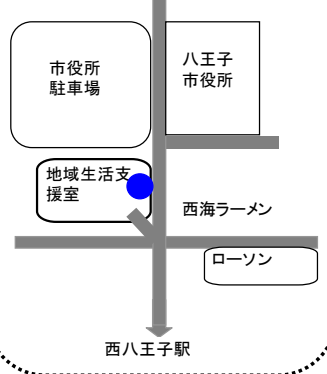 市役所
駐車場
八王子
市役所
地域生活支
援室
西海ラーメン
ローソン
西八王子駅